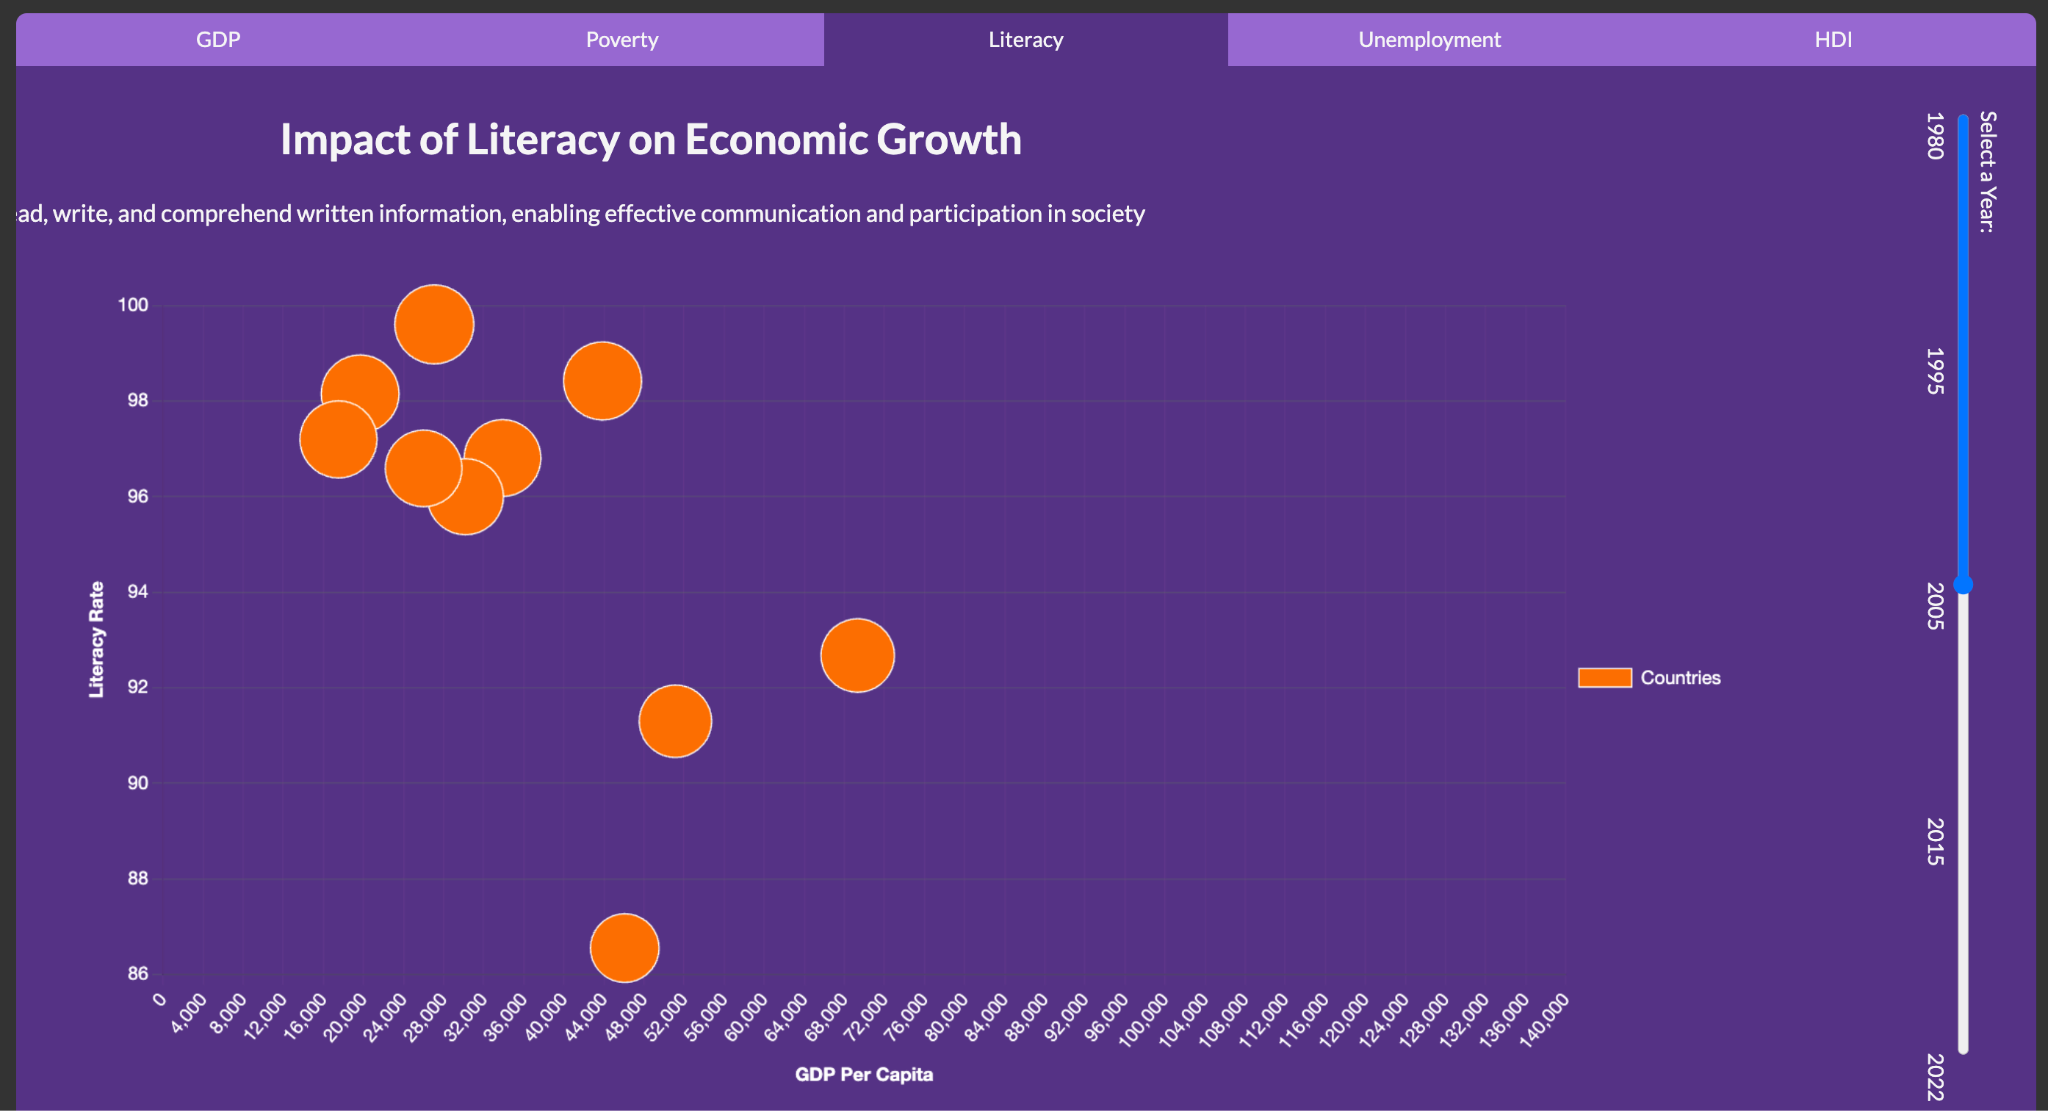 GDP Poverty Literacy Unemployment HDI
Impact of Literacy on Economic Growth
ead, write, and comprehend written information, enabling effective communication and participation in society
Select a Year:
1980
1995
2005
2015
2022
100
98
96
94
92
90
88
86
Literacy Rate
0 4,000 8,000 12,000 16,000 20,000 24,000 28,000 32,000 36,000 40,000 44,000 48,000 52,000 56,000 60,000 64,000 68,000 72,000 76,000 80,000 84,000 88,000 92,000 96,000 100,000 104,000 108,000 112,000 116,000 120,000 124,000 128,000 132,000 136,000 140,000
GDP Per Capita
Countries